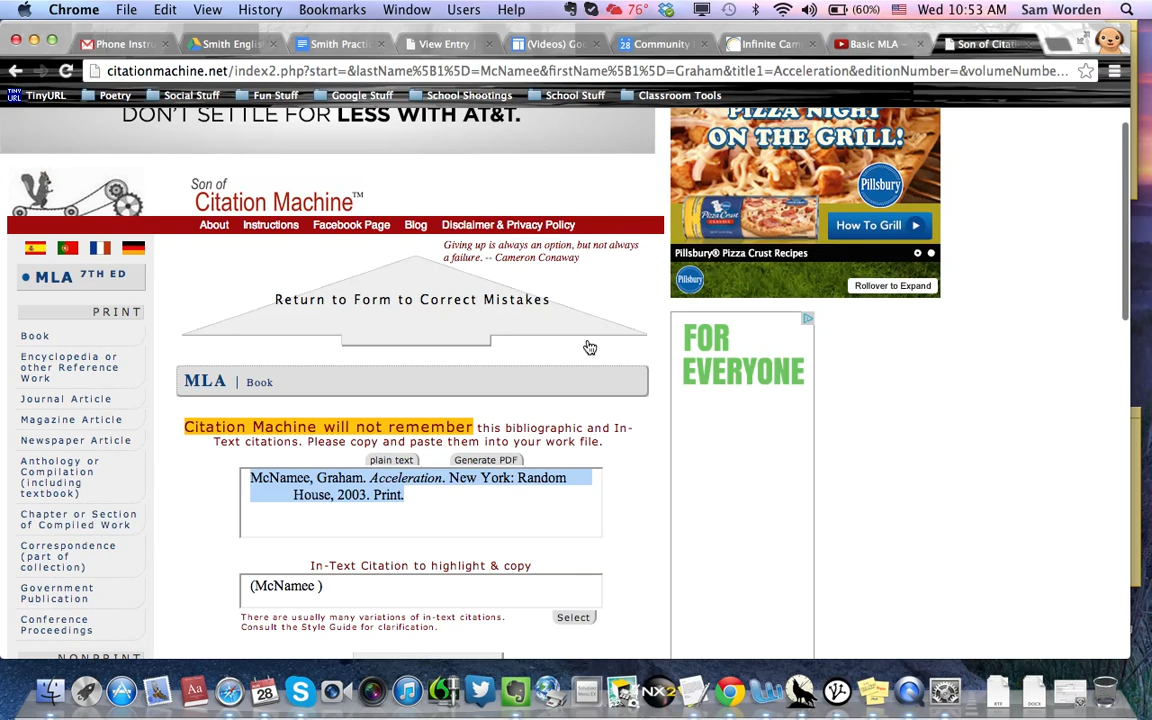 Chrome File Edit View History Bookmarks Window Users Help 76° (60%) Wed 10:53 AM Sam Worden
Phone Instru Smith Englis Smith Practi View Entry (Videos) Goo Community Infinite Cam Basic MLA - Son of Citatio
citationmachine.net/index2.php?start=&lastName%5B1%5D=McNamee&firstName%5B1%5D=Graham&title1=Acceleration&editionNumber=&volumeNumbe...
TINY URL TinyURL Poetry Social Stuff Fun Stuff Google Stuff School Shootings School Stuff Classroom Tools
DON'T SETTLE FOR LESS WITH AT&T.
PIZZA NIGHT
ON THE GRILL!
Pillsbury
How To Grill
Pillsbury® Pizza Crust Recipes
Pillsbury
Rollover to Expand
Son of
Citation Machine™
About Instructions Facebook Page Blog Disclaimer & Privacy Policy
Giving up is always an option, but not always
a failure. -- Cameron Conaway
MLA 7TH ED
Return to Form to Correct Mistakes
PRINT
Book
Encyclopedia or
other Reference
Work
Journal Article
Magazine Article
Newspaper Article
Anthology or
Compilation
(including
textbook)
Chapter or Section
of Compiled Work
Correspondence
(part of
collection)
Government
Publication
Conference
Proceedings
NONPRINT
MLA | Book
Citation Machine will not remember this bibliographic and In-
Text citations. Please copy and paste them into your work file.
plain text Generate PDF
McNamee, Graham. Acceleration. New York: Random
House, 2003. Print.
In-Text Citation to highlight & copy
(McNamee )
There are usually many variations of in-text citations.
Consult the Style Guide for clarification.
Select
FOR
EVERYONE